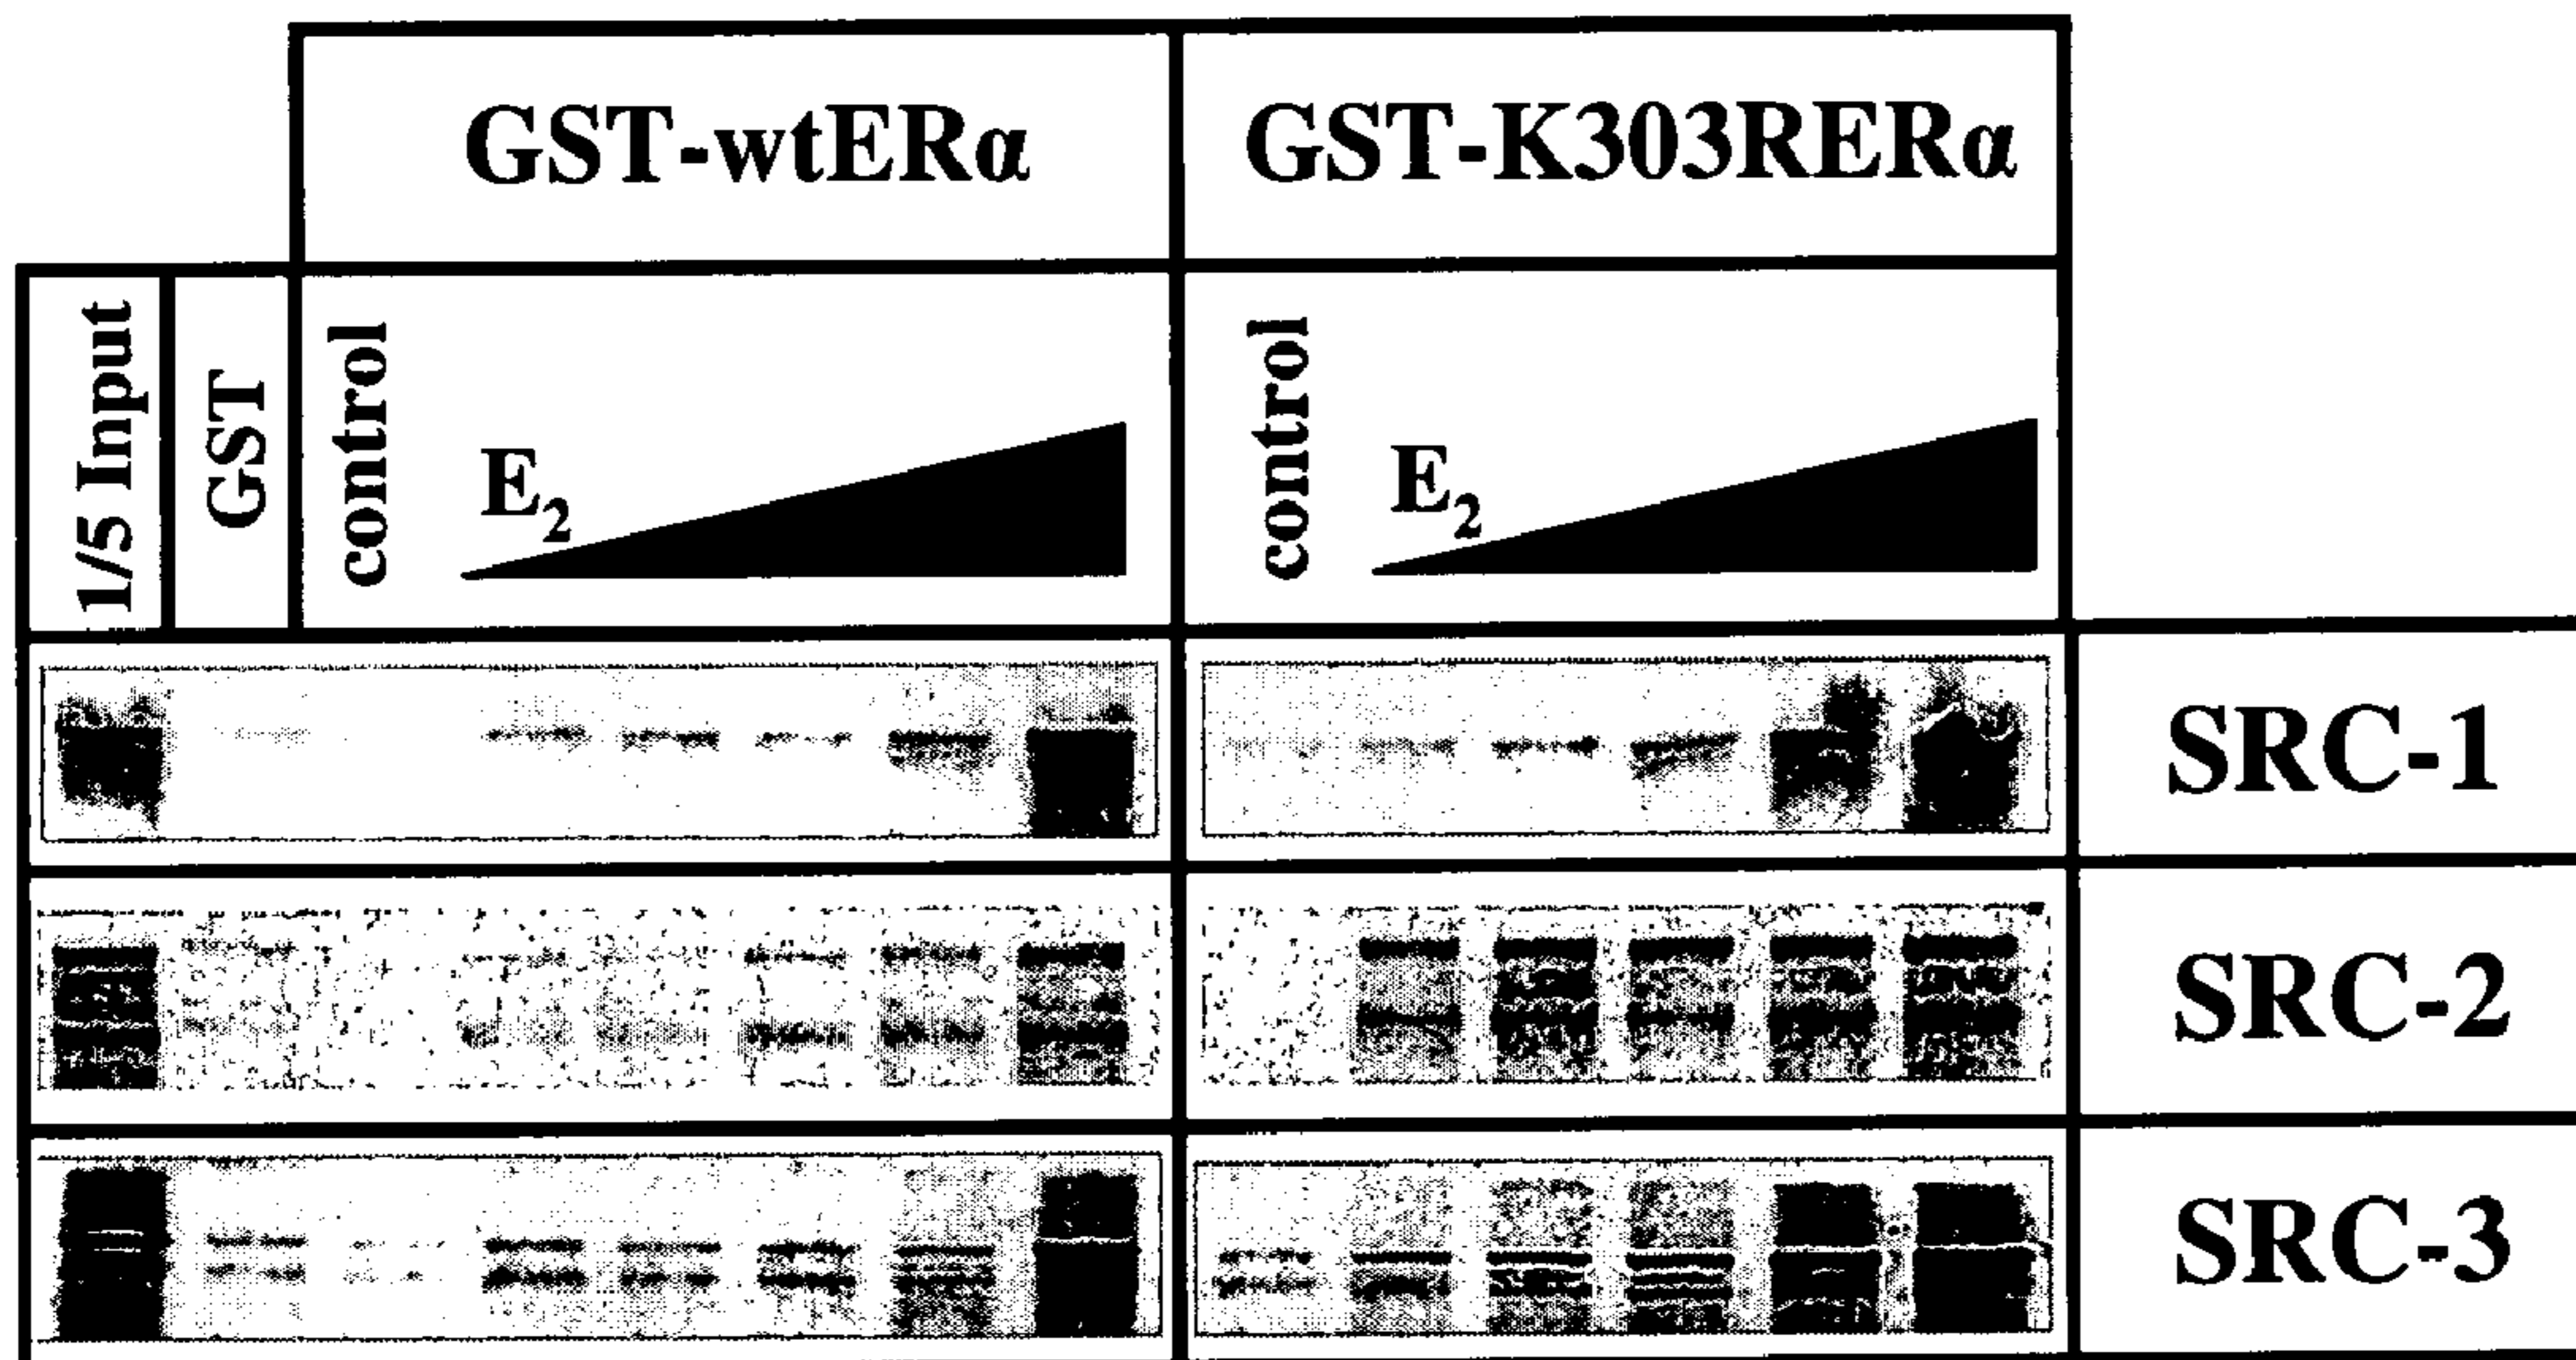 GST-wtERα
GST-K303RERα
1/5 Input
GST
control
E₂
control
E₂
SRC-1
SRC-2
SRC-3